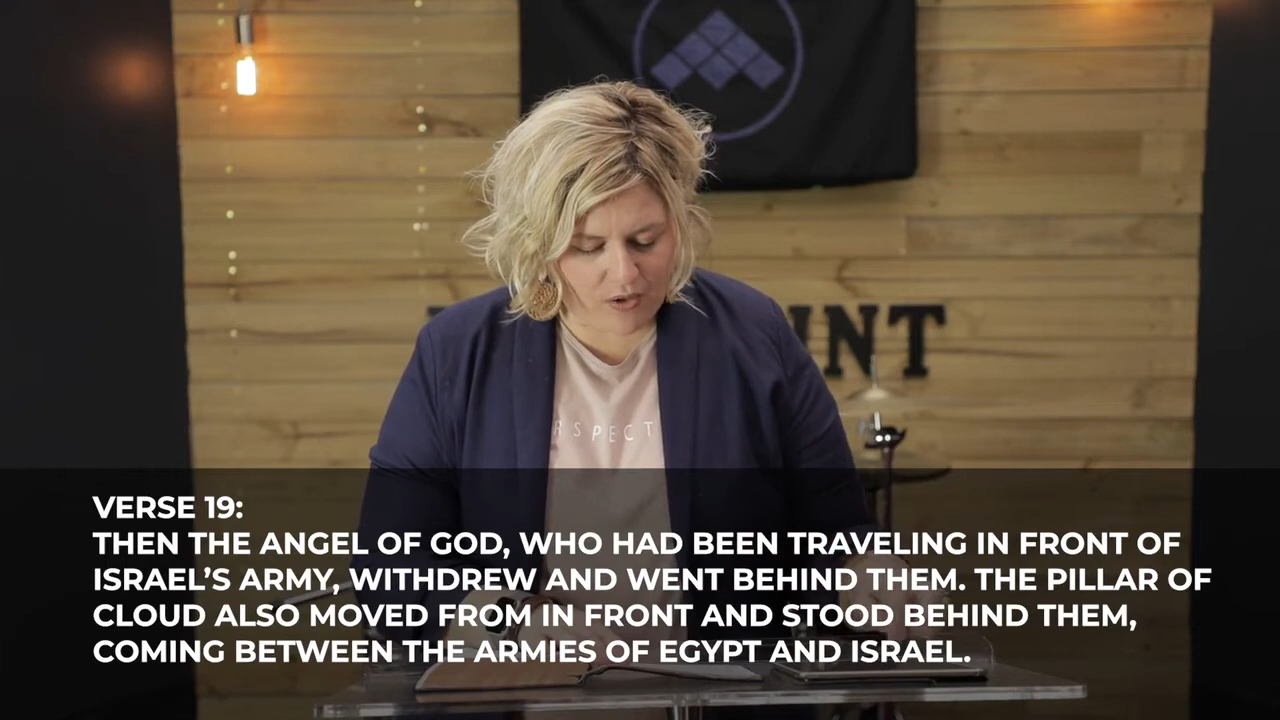 INT
RSPECT
VERSE 19:
THEN THE ANGEL OF GOD, WHO HAD BEEN TRAVELING IN FRONT OF
ISRAEL’S ARMY, WITHDREW AND WENT BEHIND THEM. THE PILLAR OF
CLOUD ALSO MOVED FROM IN FRONT AND STOOD BEHIND THEM,
COMING BETWEEN THE ARMIES OF EGYPT AND ISRAEL.